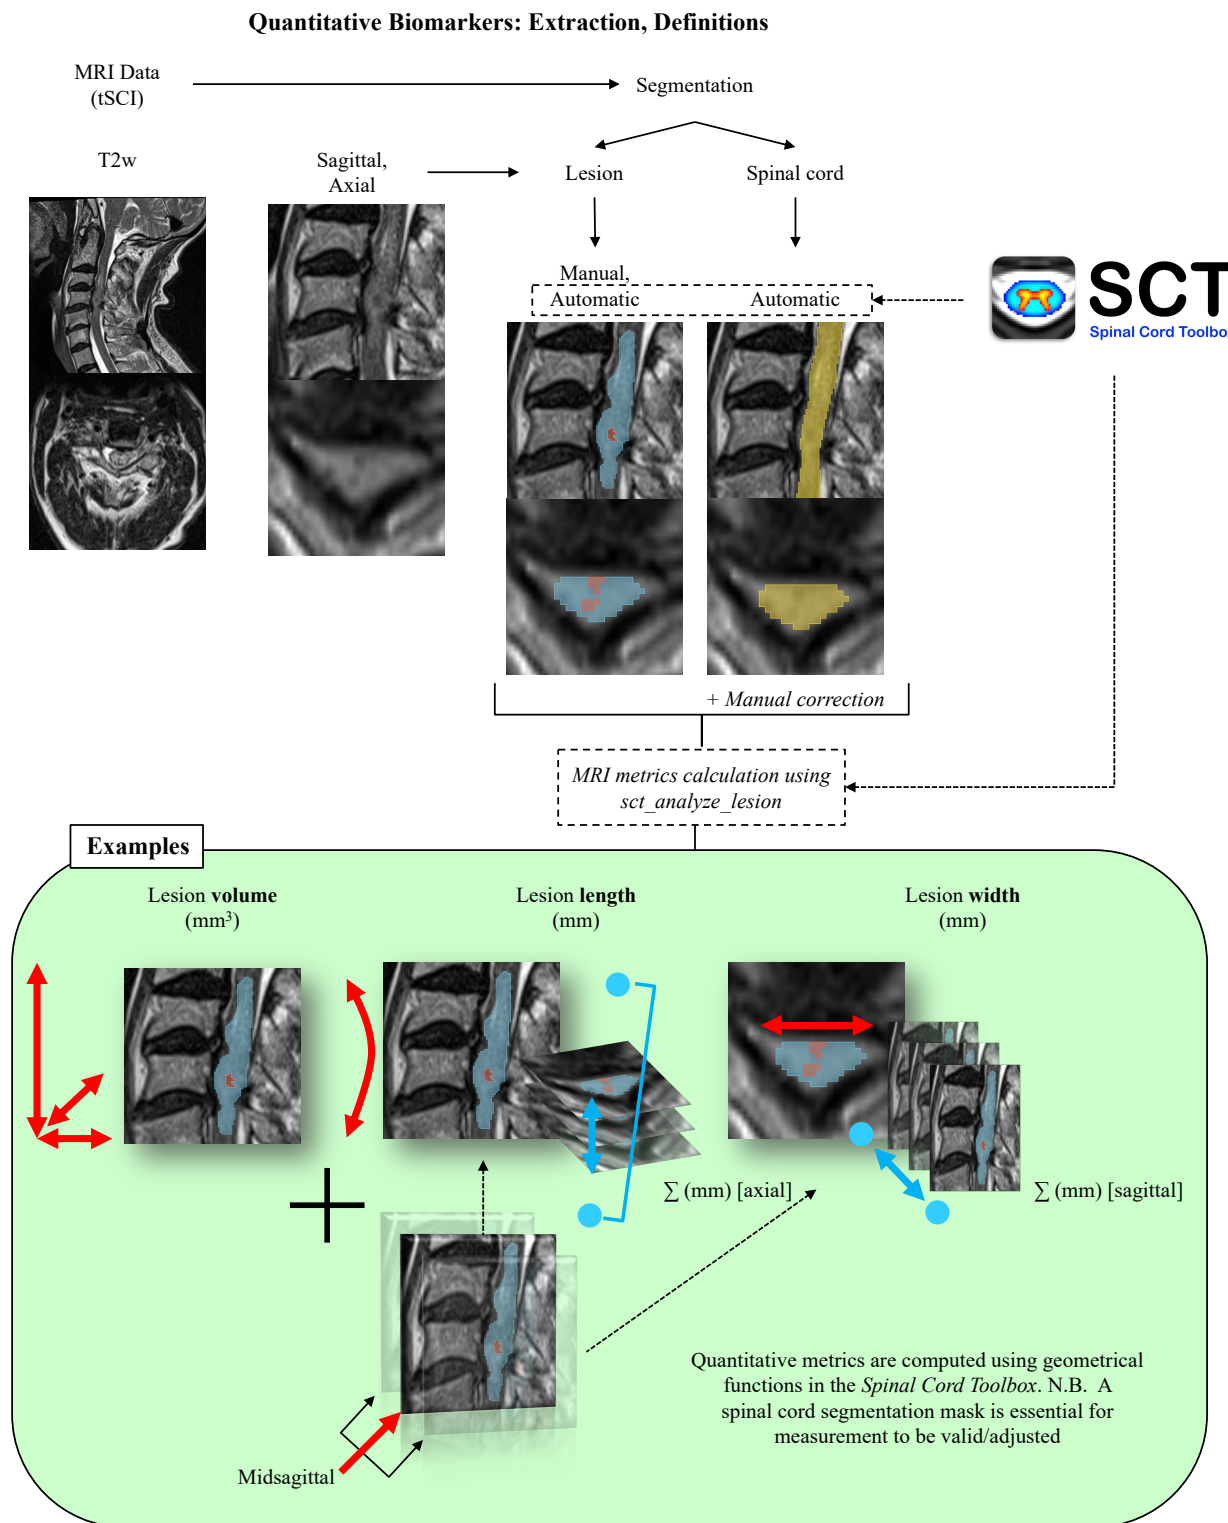 Quantitative Biomarkers: Extraction, Definitions
MRI Data
(tSCI)
Segmentation
T2w
Sagittal,
Axial
Lesion
Spinal cord
Manual,
Automatic
Automatic
SCT
Spinal Cord Toolbox
+ Manual correction
MRI metrics calculation using
sct_analyze_lesion
Examples
Lesion volume
(mm³)
Lesion length
(mm)
Lesion width
(mm)
∑ (mm) [axial]
∑ (mm) [sagittal]
Quantitative metrics are computed using geometrical
functions in the Spinal Cord Toolbox. N.B. A
spinal cord segmentation mask is essential for
measurement to be valid/adjusted
Midsagittal